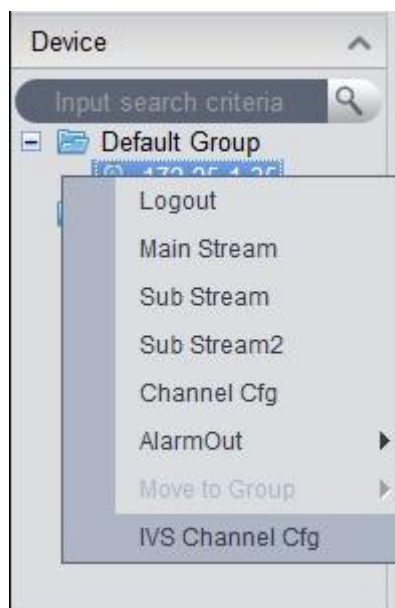 Device
Input search criteria
Default Group
Logout
Main Stream
Sub Stream
Sub Stream2
Channel Cfg
AlarmOut
Move to Group
IVS Channel Cfg